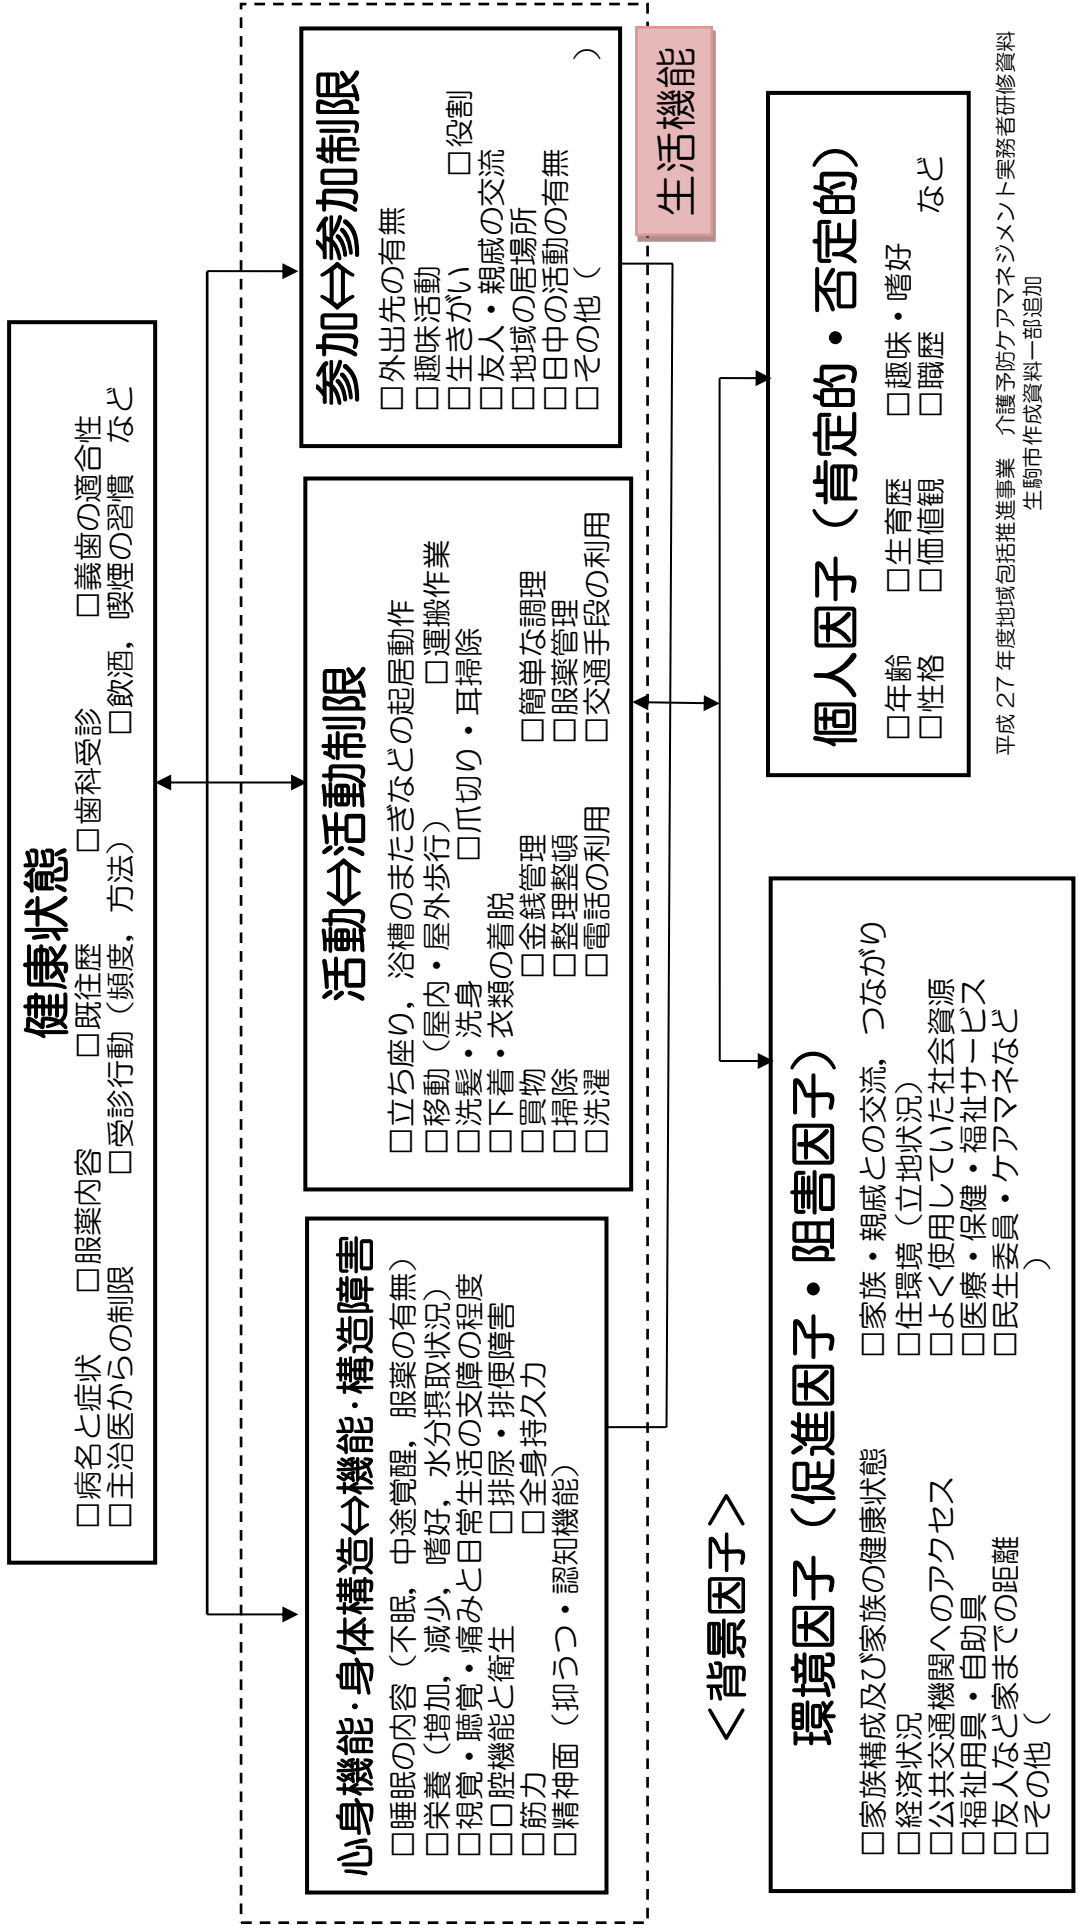 健康状態
□病名と症状 □服薬内容 □既往歴 □歯科受診 □義歯の適合性
□主治医からの制限 □受診行動（頻度，方法） □飲酒，喫煙の習慣 など
心身機能・身体構造⇔機能・構造障害
□睡眠の内容（不眠，中途覚醒，服薬の有無）
□栄養（増加，減少，嗜好，水分摂取状況）
□視覚・聴覚・痛みと日常生活の支障の程度
□口腔機能と衛生 □排尿・排便障害
□筋力 □全身持久力
□精神面（抑うつ・認知機能）
活動⇔活動制限
□立ち座り，浴槽のまたぎなどの起居動作
□移動（屋内・屋外歩行） □運搬作業
□洗髪・洗身 □爪切り・耳掃除
□下着・衣類の着脱
□買物 □金銭管理 □簡単な調理
□掃除 □整理整頓 □服薬管理
□洗濯 □電話の利用 □交通手段の利用
参加⇔参加制限
□外出先の有無
□趣味活動
□生きがい □役割
□友人・親戚の交流
□地域の居場所
□日中の活動の有無
□その他（ ）
生活機能
＜背景因子＞
環境因子（促進因子・阻害因子）
□家族構成及び家族の健康状態 □家族・親戚との交流，つながり
□経済状況 □住環境（立地状況）
□公共交通機関へのアクセス □よく使用していた社会資源
□福祉用具・自助具 □医療・保健・福祉サービス
□友人など家までの距離 □民生委員・ケアマネなど
□その他（ ）
個人因子（肯定的・否定的）
□年齢 □生育歴 □趣味・嗜好
□性格 □価値観 □職歴 など
平成27年度地域包括推進事業 介護予防ケアマネジメント実務者研修資料
生駒市作成資料一部追加